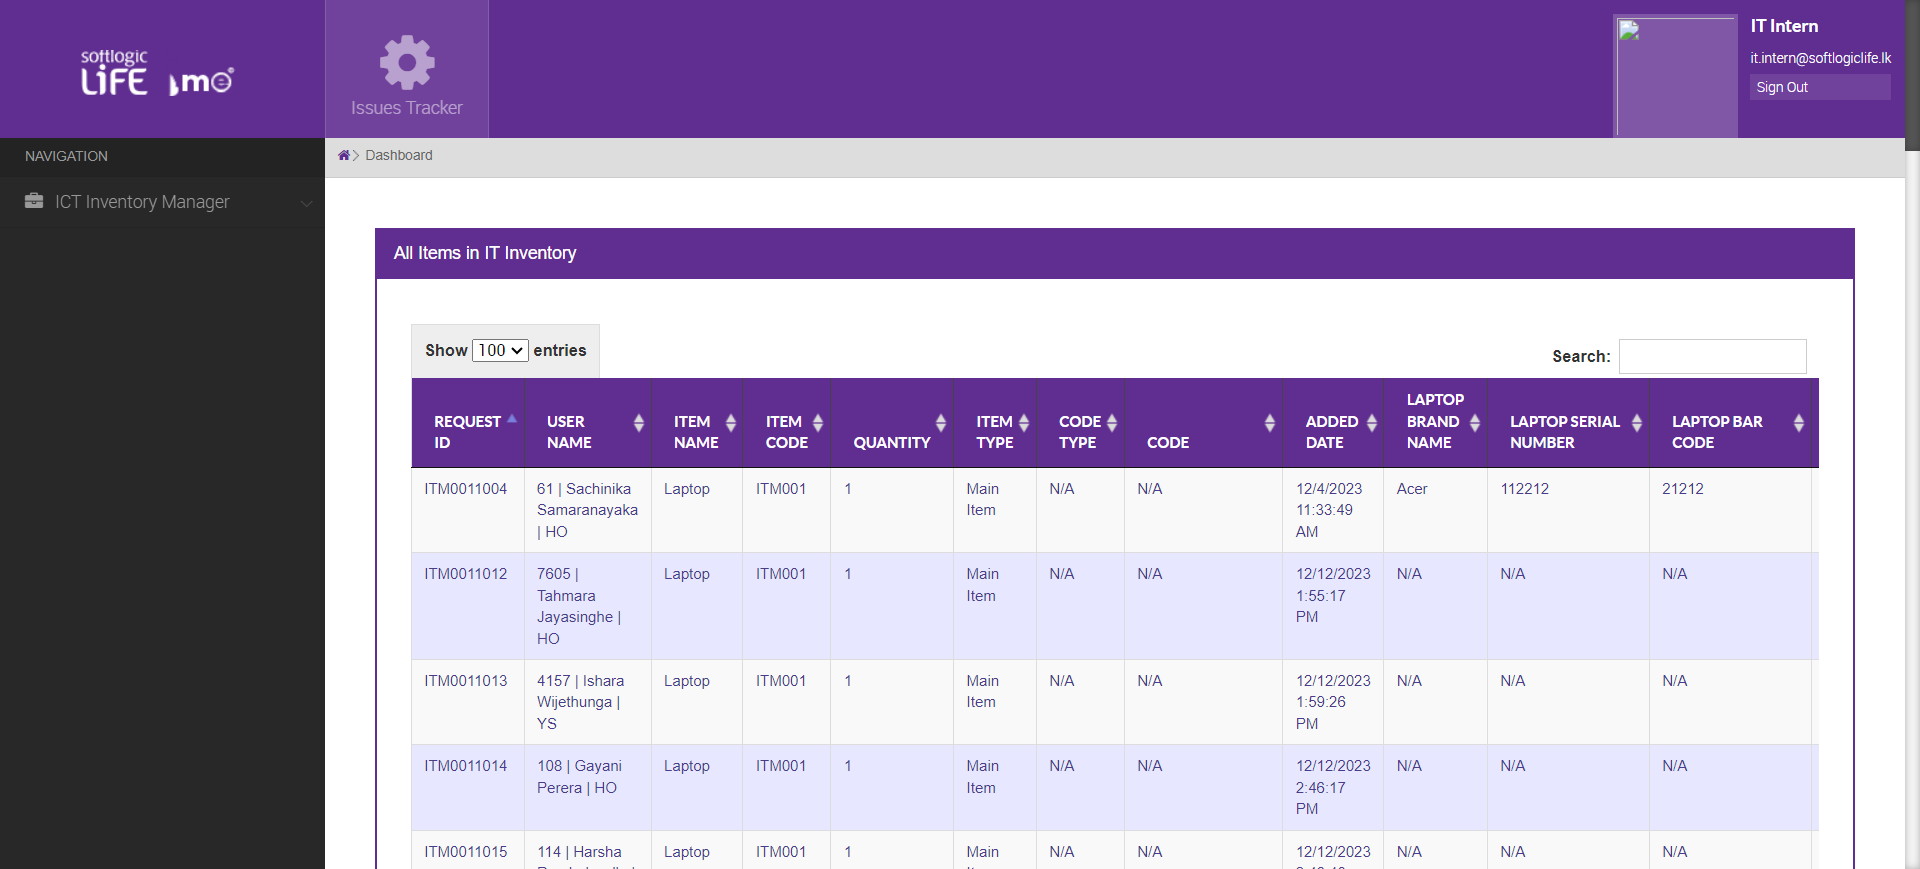 softlogic
LIFE me
Issues Tracker
IT Intern
it.intern@softlogiclife.lk
Sign Out
NAVIGATION
Dashboard
ICT Inventory Manager
All Items in IT Inventory
Show 100 entries
Search:
REQUEST ID
USER NAME
ITEM NAME
ITEM CODE
QUANTITY
ITEM TYPE
CODE TYPE
CODE
ADDED DATE
LAPTOP BRAND NAME
LAPTOP SERIAL NUMBER
LAPTOP BAR CODE
ITM0011004 61 | Sachinika Samaranayaka | HO Laptop ITM001 1 Main Item N/A N/A 12/4/2023 11:33:49 AM Acer 112212 21212
ITM0011012 7605 | Tahmara Jayasinghe | HO Laptop ITM001 1 Main Item N/A N/A 12/12/2023 1:55:17 PM N/A N/A N/A
ITM0011013 4157 | Ishara Wijethunga | YS Laptop ITM001 1 Main Item N/A N/A 12/12/2023 1:59:26 PM N/A N/A N/A
ITM0011014 108 | Gayani Perera | HO Laptop ITM001 1 Main Item N/A N/A 12/12/2023 2:46:17 PM N/A N/A N/A
ITM0011015 114 | Harsha Laptop ITM001 1 Main N/A N/A 12/12/2023 N/A N/A N/A